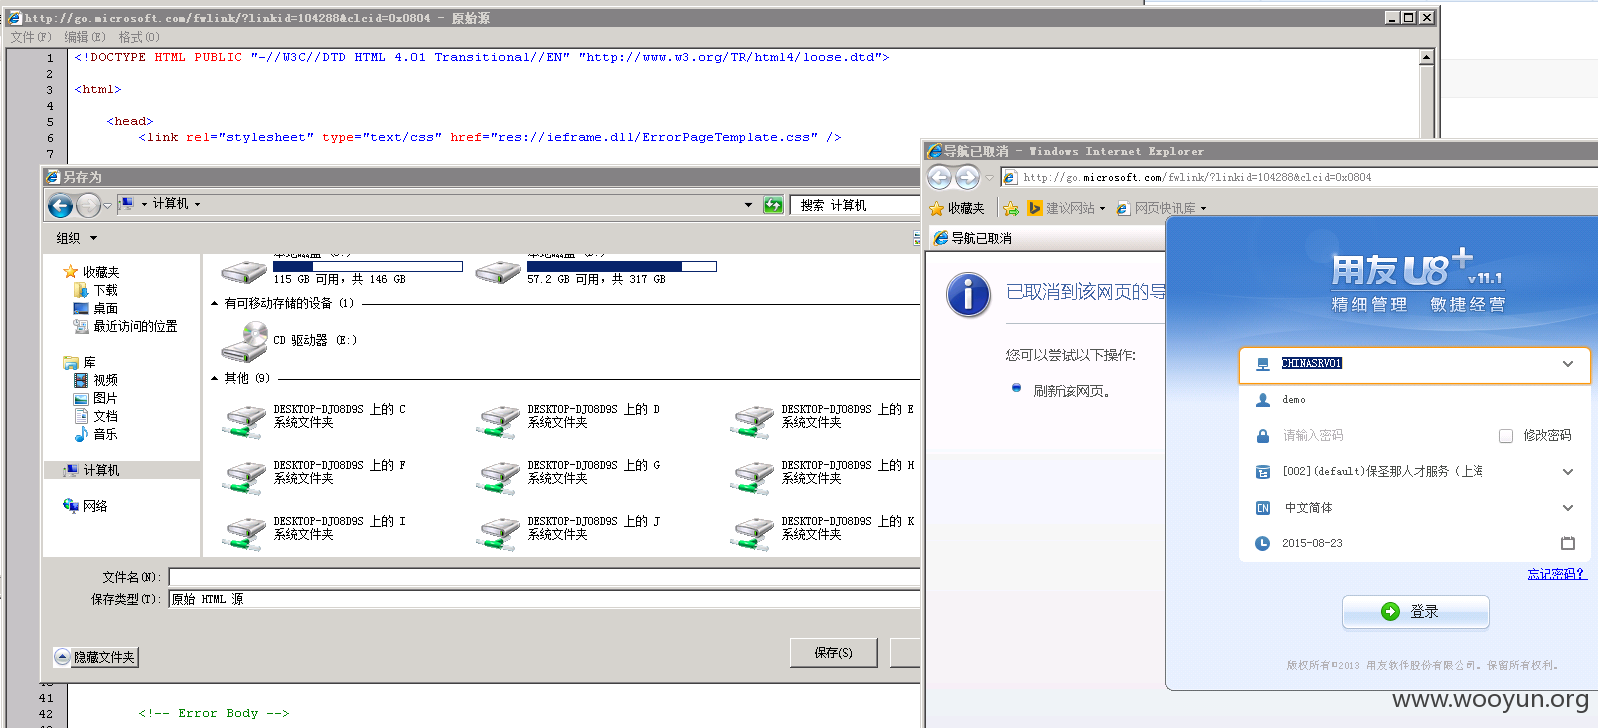 http://go.microsoft.com/fwlink/?linkid=104288&clcid=0x0804 - 原始源
文件(F) 编辑(E) 格式(O)
1 <!DOCTYPE HTML PUBLIC "-//W3C//DTD HTML 4.01 Transitional//EN" "http://www.w3.org/TR/html4/loose.dtd">
2
3 <html>
4
5 <head>
6 <link rel="stylesheet" type="text/css" href="res://ieframe.dll/ErrorPageTemplate.css" />
7
另存为
计算机
搜索 计算机
组织
收藏夹
下载
桌面
最近访问的位置
库
视频
图片
文档
音乐
计算机
网络
115 GB 可用，共 146 GB
57.2 GB 可用，共 317 GB
有可移动存储的设备 (1)
CD 驱动器 (E:)
其他 (9)
DESKTOP-DJ08D9S 上的 C
系统文件夹
DESKTOP-DJ08D9S 上的 D
系统文件夹
DESKTOP-DJ08D9S 上的 E
系统文件夹
DESKTOP-DJ08D9S 上的 F
系统文件夹
DESKTOP-DJ08D9S 上的 G
系统文件夹
DESKTOP-DJ08D9S 上的 H
系统文件夹
DESKTOP-DJ08D9S 上的 I
系统文件夹
DESKTOP-DJ08D9S 上的 J
系统文件夹
DESKTOP-DJ08D9S 上的 K
系统文件夹
文件名(N):
保存类型(T): 原始 HTML 源
隐藏文件夹
保存(S)
41
42 <!-- Error Body -->
导航已取消 - Windows Internet Explorer
http://go.microsoft.com/fwlink/?linkid=104288&clcid=0x0804
收藏夹
建议网站
网页快讯库
导航已取消
已取消到该网页的导
您可以尝试以下操作:
刷新该网页。
用友U8+ v11.1
精细管理 敏捷经营
CHINASRV01
demo
请输入密码
修改密码
[002](default)保圣那人才服务（上海
CN 中文简体
2015-08-23
忘记密码?
登录
版权所有©2013 用友软件股份有限公司。保留所有权利。
www.wooyun.org